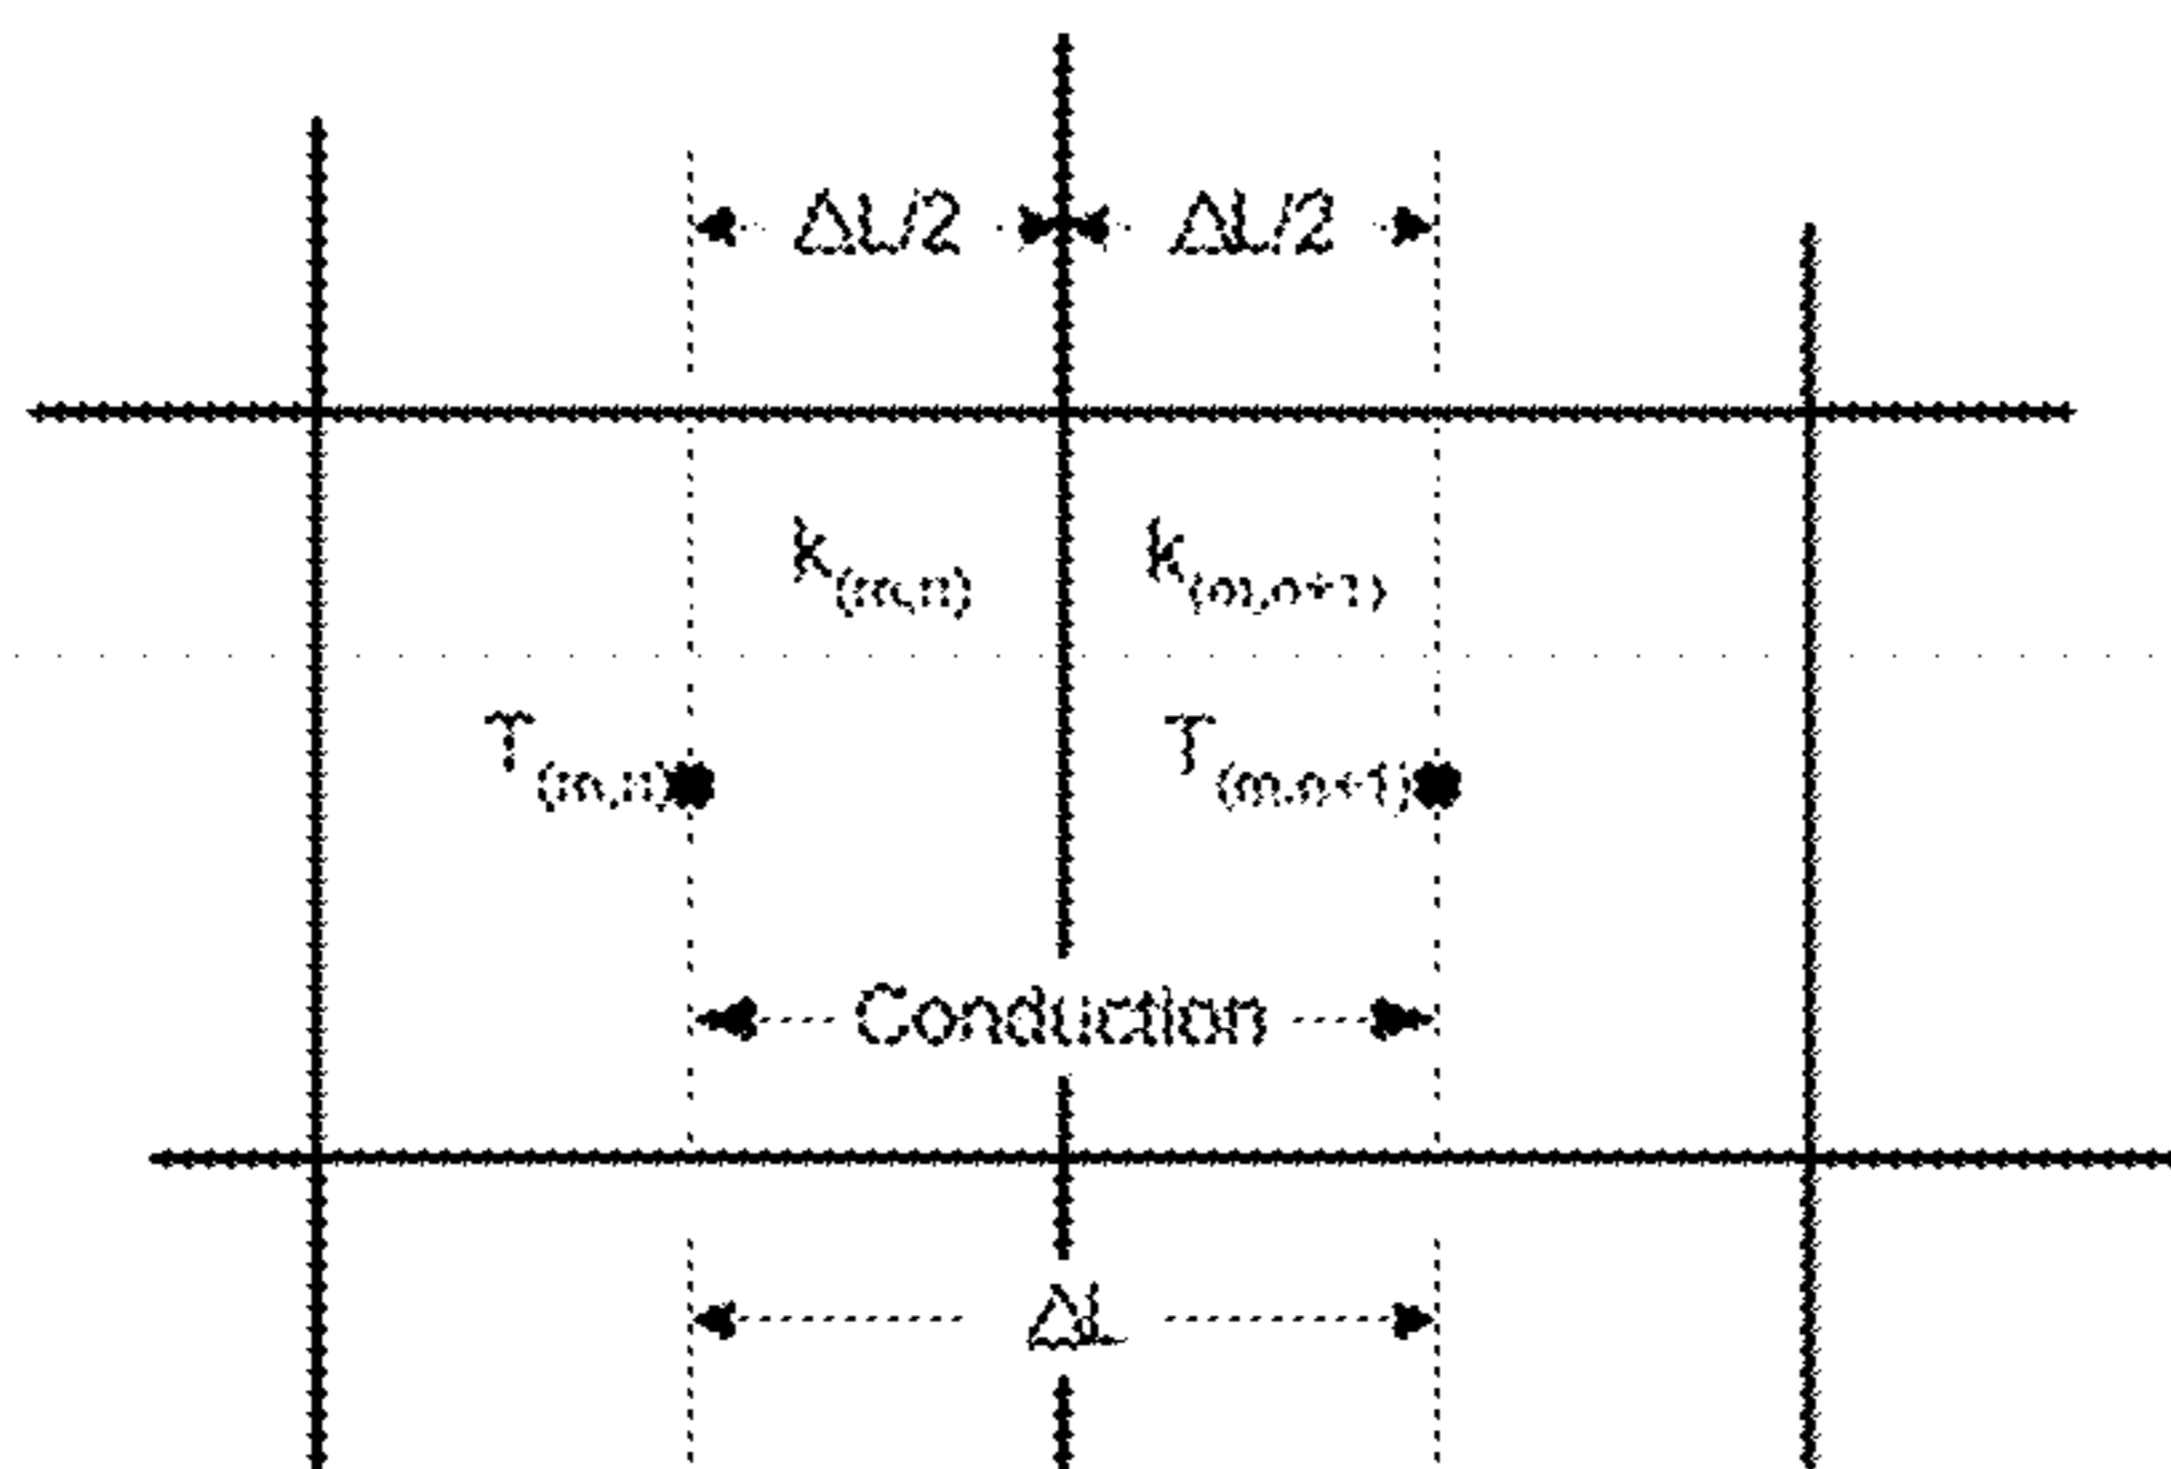 ΔL/2 ΔL/2
k(m,n) k(m,n+1)
T(m,n) T(m,n+1)
Conduction
ΔL